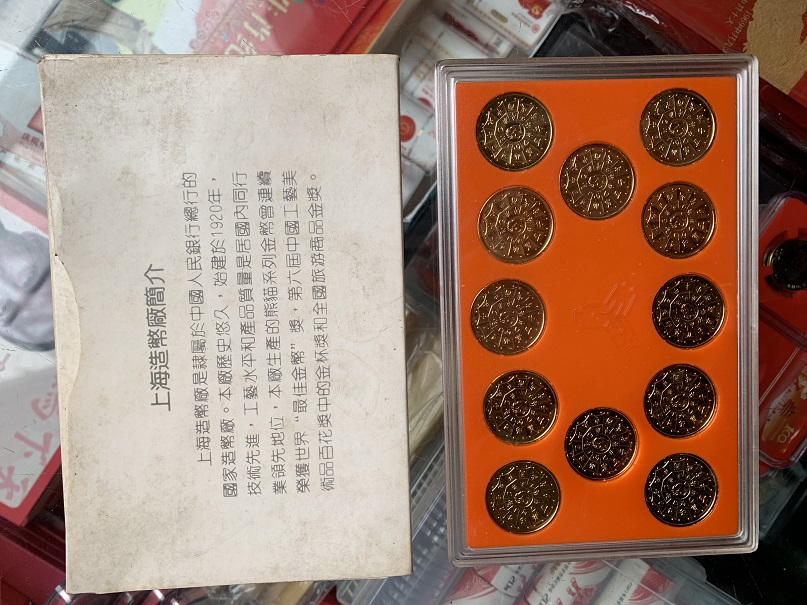 上海造幣廠簡介
上海造幣廠是隸屬於中國人民銀行總行的
國家造幣廠。本廠歷史悠久，始建於1920年，
技術先進，工藝水平和產品質量是居國內同行
業領先地位，本廠生產的熊貓系列金幣曾連續
榮獲世界“最佳金幣”獎，第六屆中國工藝美
術品百花獎中的金杯獎和全國旅游商品金獎。